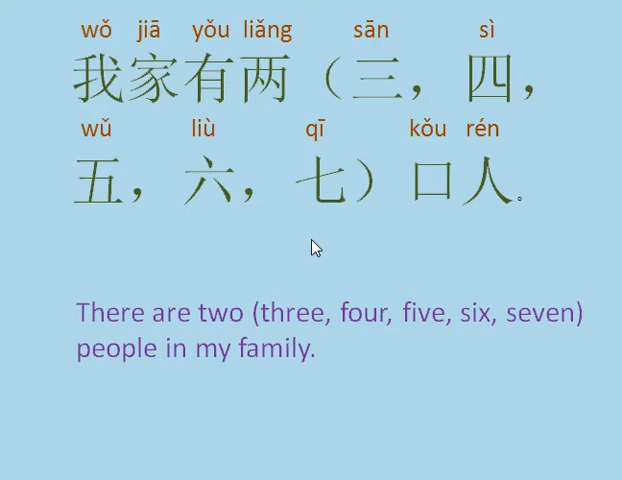 wǒ jiā yǒu liǎng sān sì
我家有两（三，四，
wǔ liù qī kǒu rén
五，六，七）口人。
There are two (three, four, five, six, seven)
people in my family.